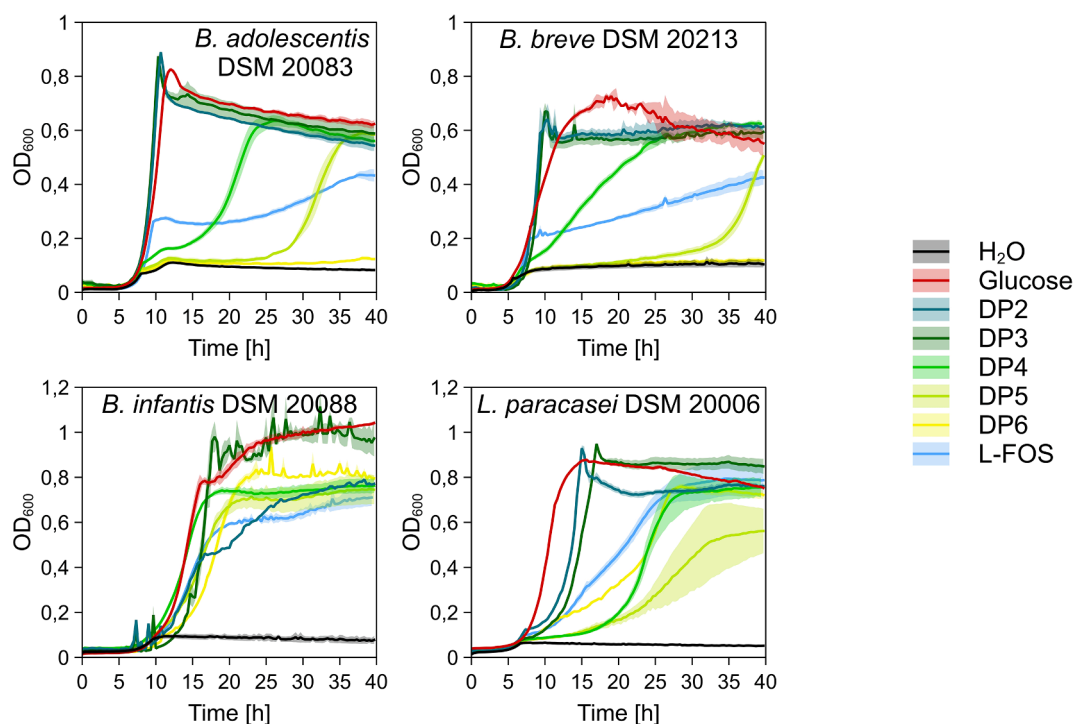 B. adolescentis
DSM 20083
OD600
1
0,8
0,6
0,4
0,2
0
0 5 10 15 20 25 30 35 40
Time [h]
B. breve DSM 20213
OD600
1
0,8
0,6
0,4
0,2
0
0 5 10 15 20 25 30 35 40
Time [h]
B. infantis DSM 20088
OD600
1,2
1
0,8
0,6
0,4
0,2
0
0 5 10 15 20 25 30 35 40
Time [h]
L. paracasei DSM 20006
OD600
1,2
1
0,8
0,6
0,4
0,2
0
0 5 10 15 20 25 30 35 40
Time [h]
H2O
Glucose
DP2
DP3
DP4
DP5
DP6
L-FOS